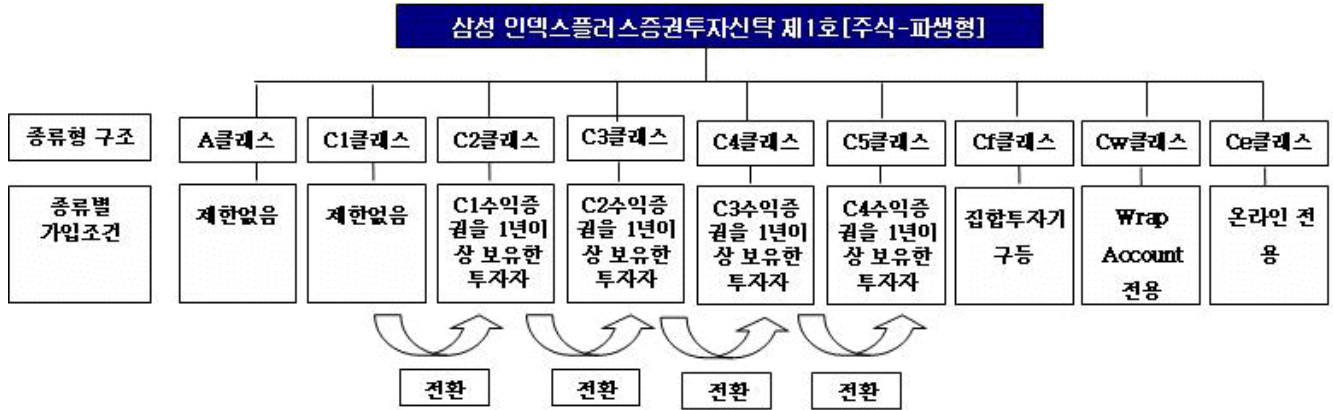 삼성 인덱스플러스증권투자신탁 제1호[주식-파생형]
종류형 구조
A클래스
C1클래스
C2클래스
C3클래스
C4클래스
C5클래스
Cf클래스
Cw클래스
Ce클래스
종류별
가입조건
제한없음
제한없음
C1수익증
권을 1년이
상 보유한
투자자
C2수익증
권을 1년이
상 보유한
투자자
C3수익증
권을 1년이
상 보유한
투자자
C4수익증
권을 1년이
상 보유한
투자자
집합투자기
구등
Wrap
Account
전용
온라인 전
용
전환
전환
전환
전환